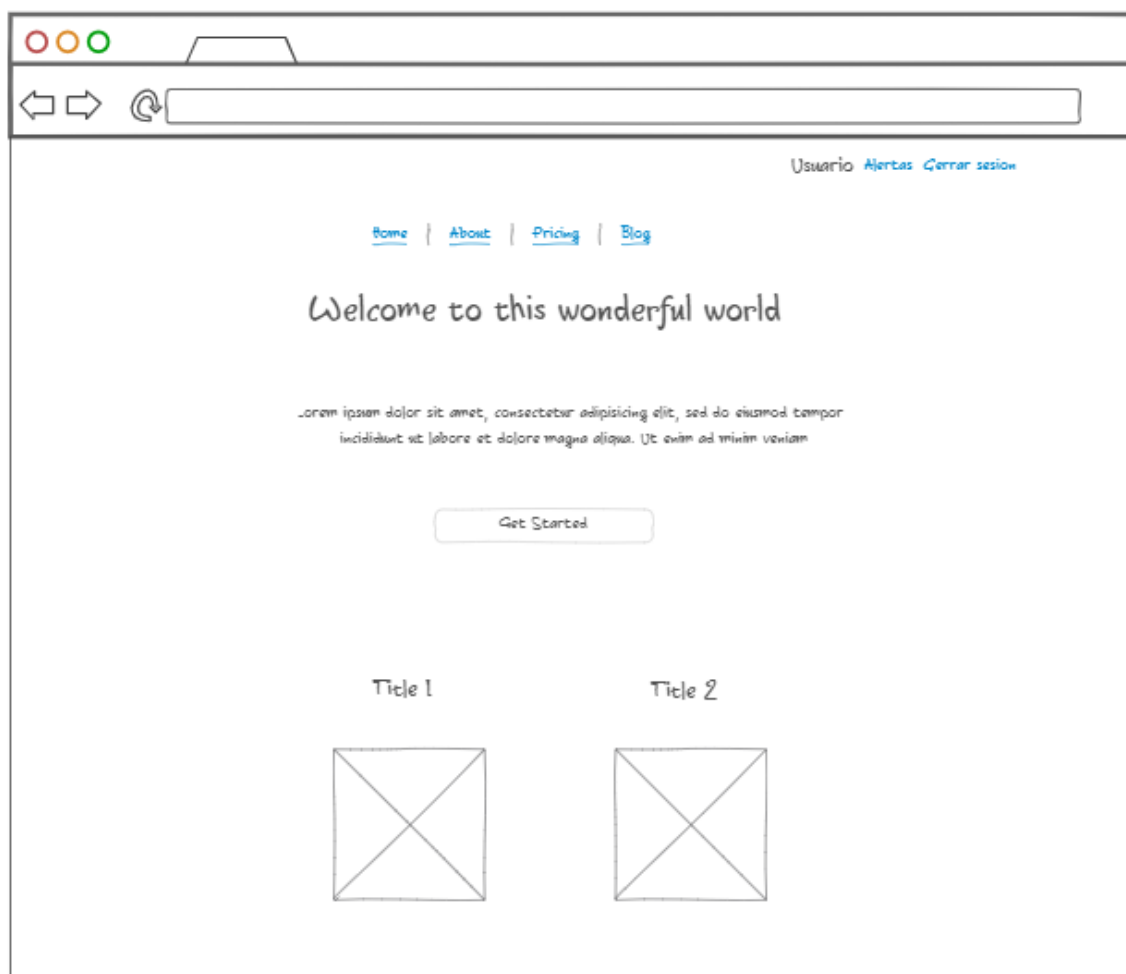 Usuario Alertas Cerrar sesion
Home | About | Pricing | Blog
Welcome to this wonderful world
Lorem ipsum dolor sit amet, consectetur adipisicing elit, sed do eiusmod tempor
incididunt ut labore et dolore magna aliqua. Ut enim ad minim veniam
Get Started
Title 1 Title 2